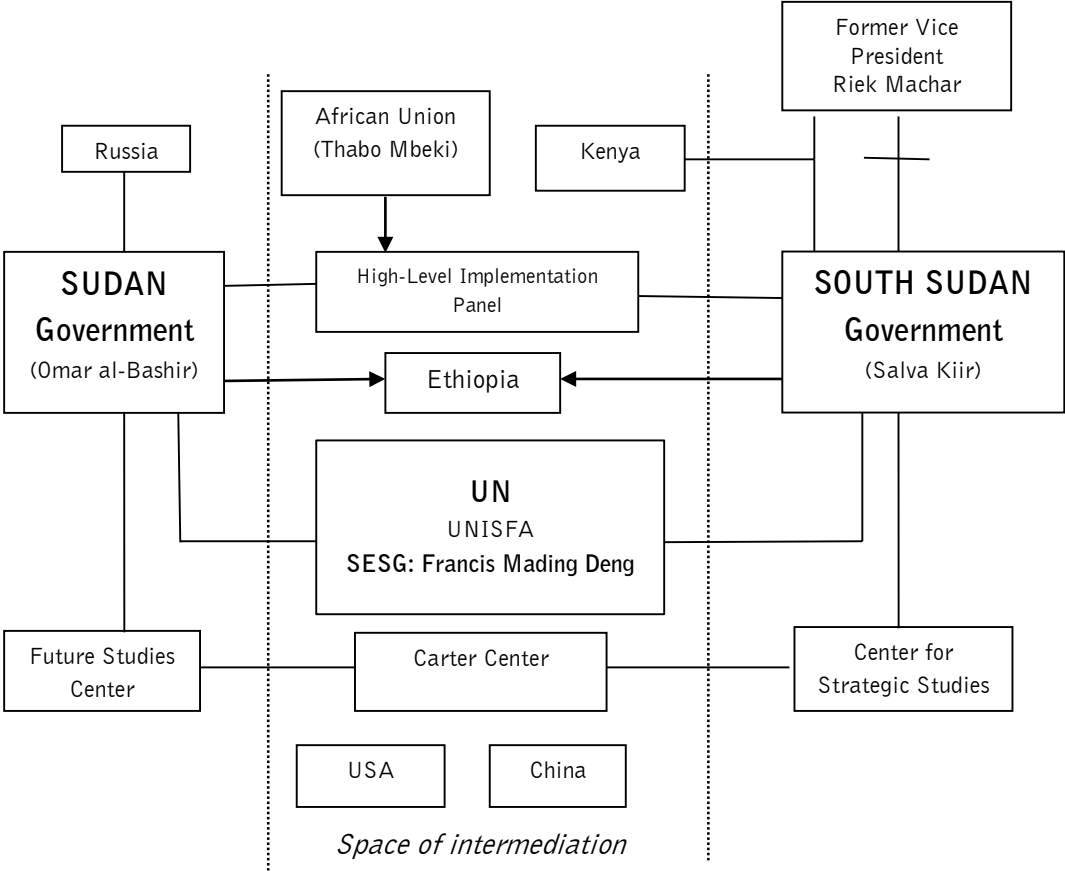 Former Vice
President
Riek Machar
African Union
(Thabo Mbeki)
Kenya
Russia
SUDAN
Government
(Omar al-Bashir)
High-Level Implementation
Panel
SOUTH SUDAN
Government
(Salva Kiir)
Ethiopia
UN
UNISFA
SESG: Francis Mading Deng
Future Studies
Center
Carter Center
Center for
Strategic Studies
USA
China
Space of intermediation